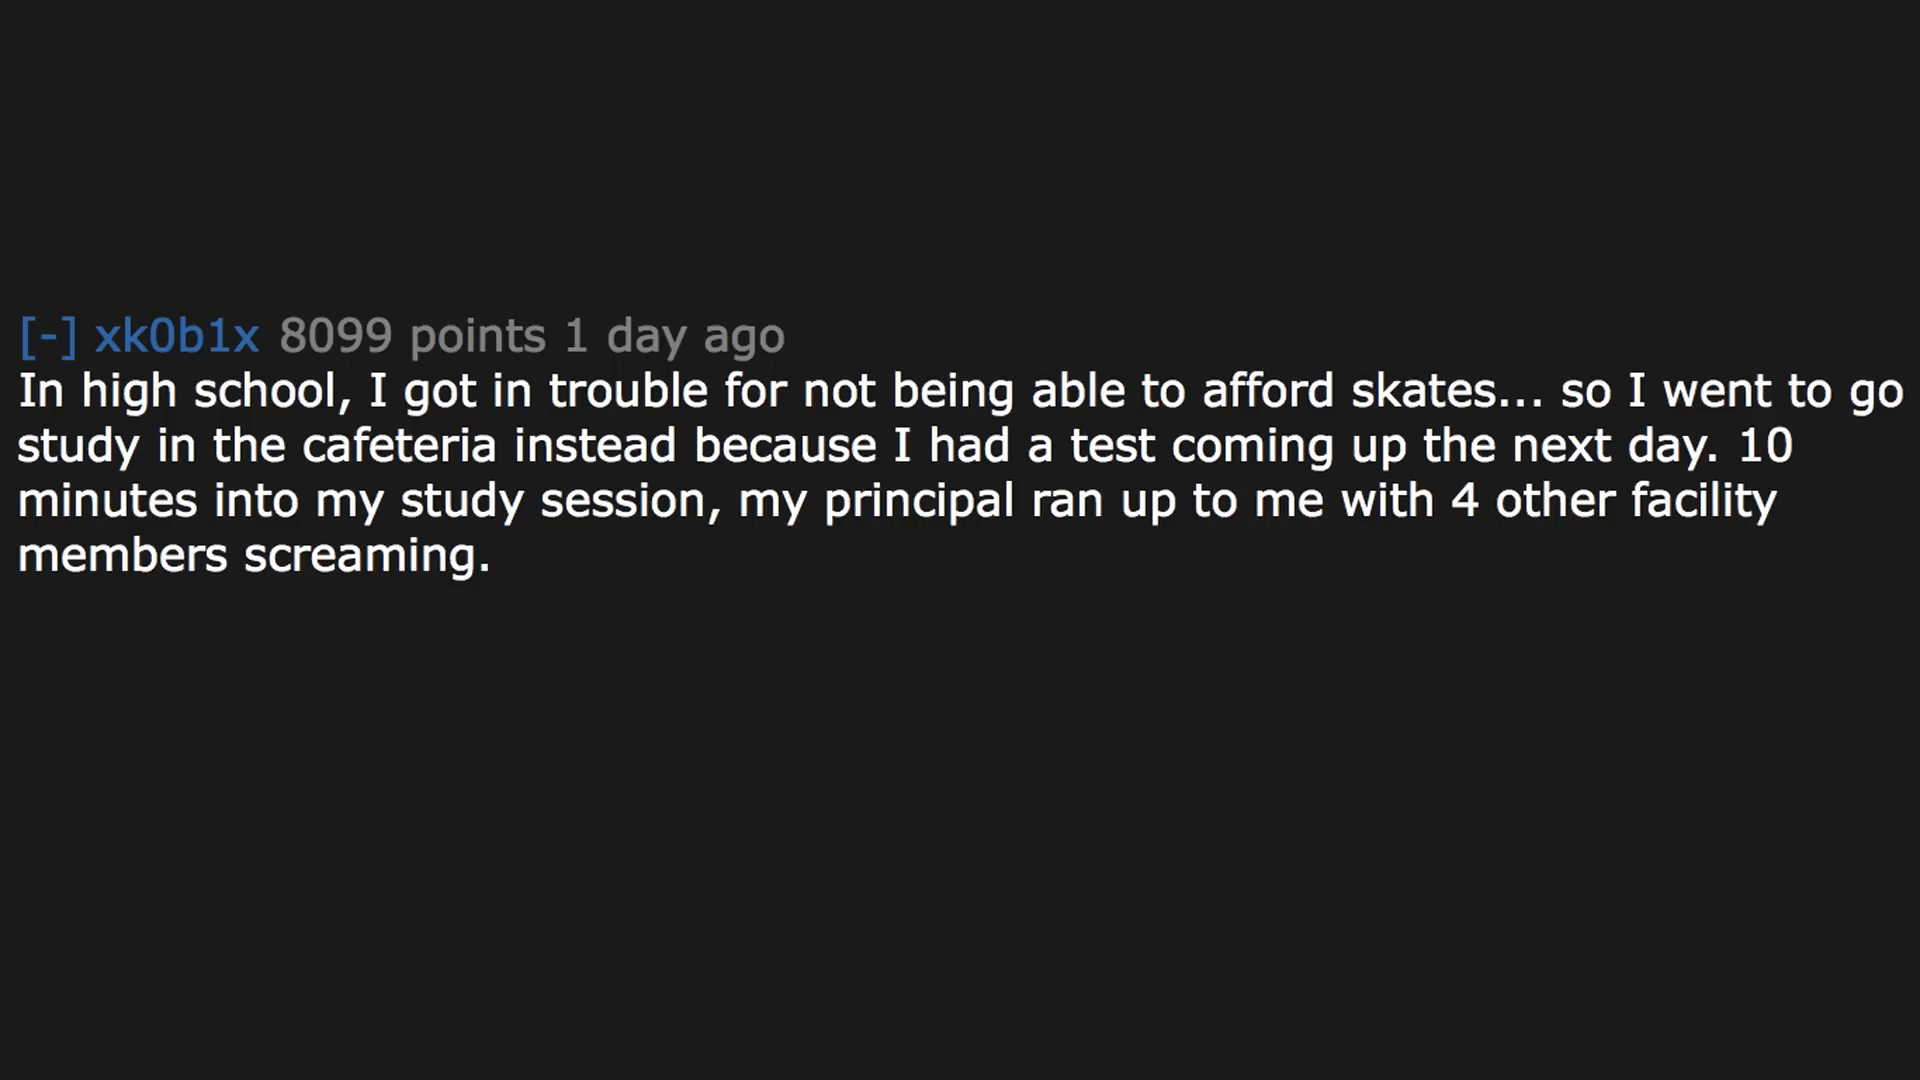 [-] xk0b1x 8099 points 1 day ago
In high school, I got in trouble for not being able to afford skates... so I went to go
study in the cafeteria instead because I had a test coming up the next day. 10
minutes into my study session, my principal ran up to me with 4 other facility
members screaming.